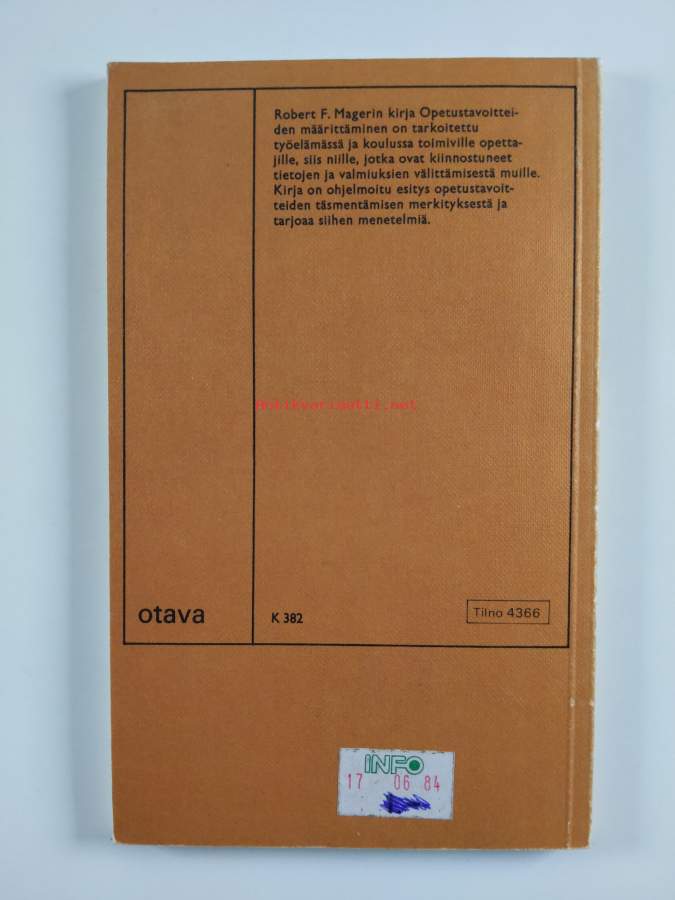 Robert F. Magerin kirja Opetustavoittei-
den määrittäminen on tarkoitettu
työelämässä ja koulussa toimiville opetta-
jille, siis niille, jotka ovat kiinnostuneet
tietojen ja valmiuksien välittämisestä muille.
Kirja on ohjelmoitu esitys opetustavoit-
teiden täsmentämisen merkityksestä ja
tarjoaa siihen menetelmiä.
Antikvariaatti.net
otava
K 382
Tilno 4366
iNFO
17 06 84